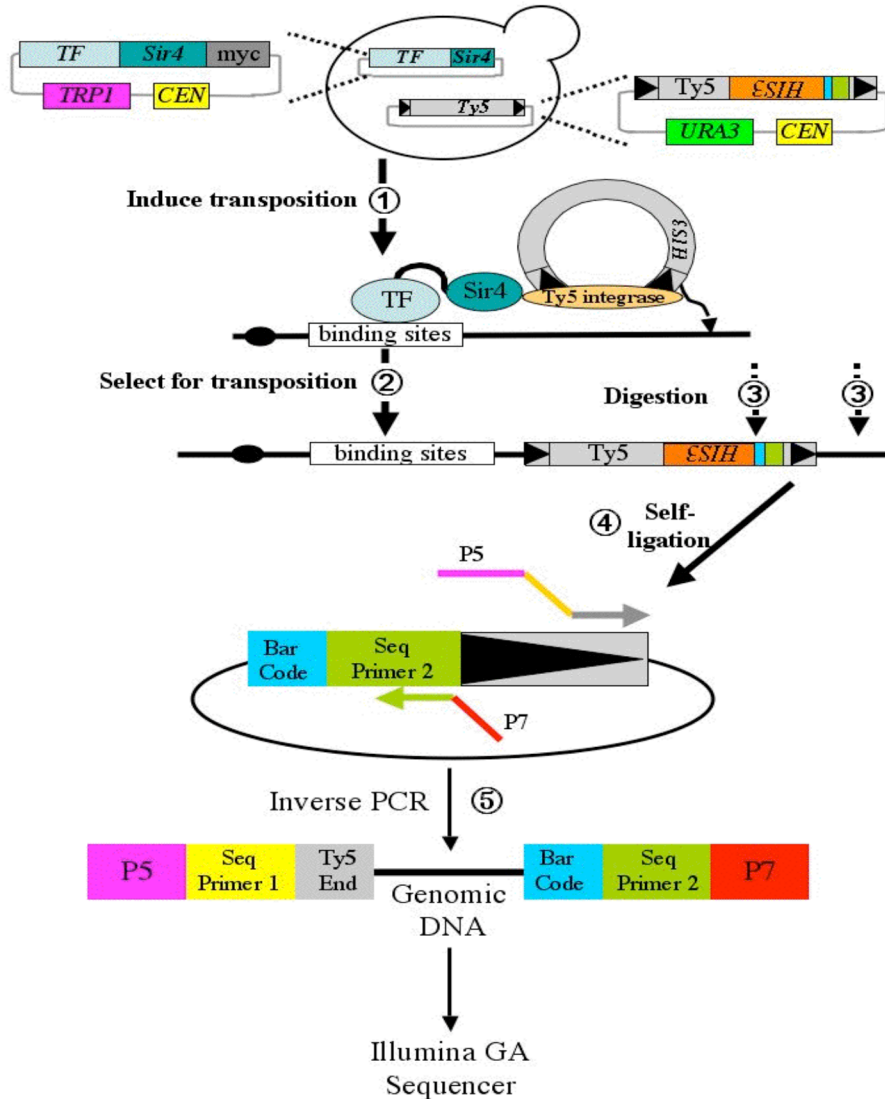 TF Sir4 myc
TRP1 CEN
TF Sir4
Ty5
Ty5 HIS3
URA3 CEN
Induce transposition 1
HIS3
TF Sir4 Ty5 integrase
binding sites
Select for transposition 2
Digestion 3 3
binding sites Ty5 HIS3
4 Self-
ligation
P5
Bar
Code
Seq
Primer 2
P7
Inverse PCR 5
P5
Seq
Primer 1
Ty5
End
Genomic
DNA
Bar
Code
Seq
Primer 2
P7
Illumina GA
Sequencer